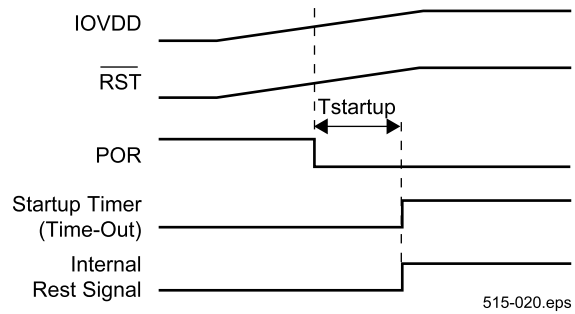 IOVDD
RST
Tstartup
POR
Startup Timer
(Time-Out)
Internal
Rest Signal
515-020.eps